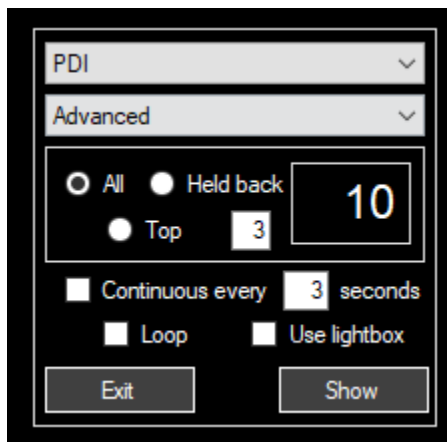 PDI
Advanced
All Held back 10
Top 3
Continuous every 3 seconds
Loop Use lightbox
Exit Show